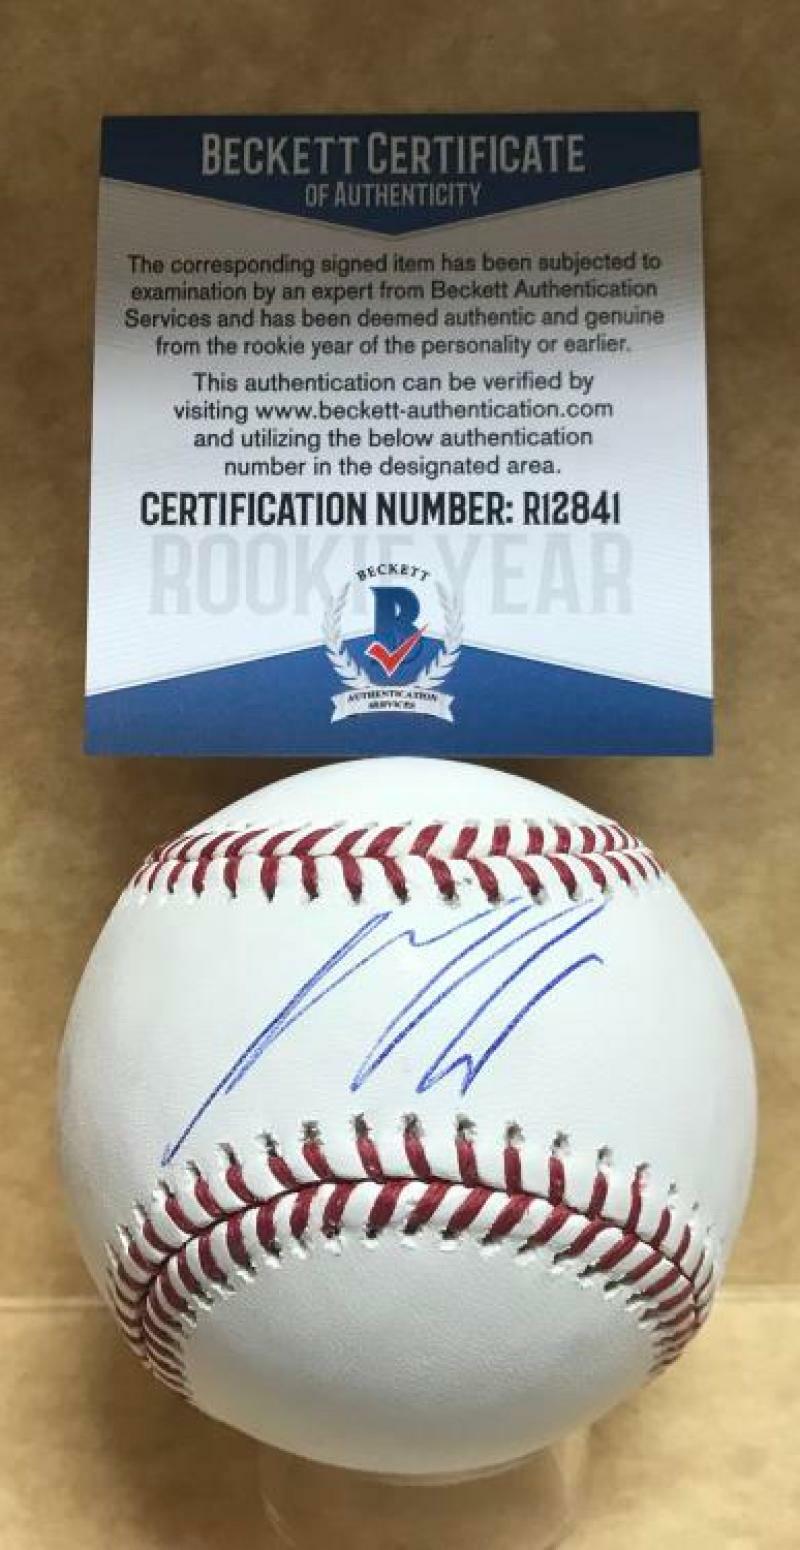 BECKETT CERTIFICATE
OF AUTHENTICITY
The corresponding signed item has been subjected to
examination by an expert from Beckett Authentication
Services and has been deemed authentic and genuine
from the rookie year of the personality or earlier.
This authentication can be verified by
visiting www.beckett-authentication.com
and utilizing the below authentication
number in the designated area.
CERTIFICATION NUMBER: R12841
ROOKIE YEAR
BECKETT
B
AUTHENTICATION
SERVICES